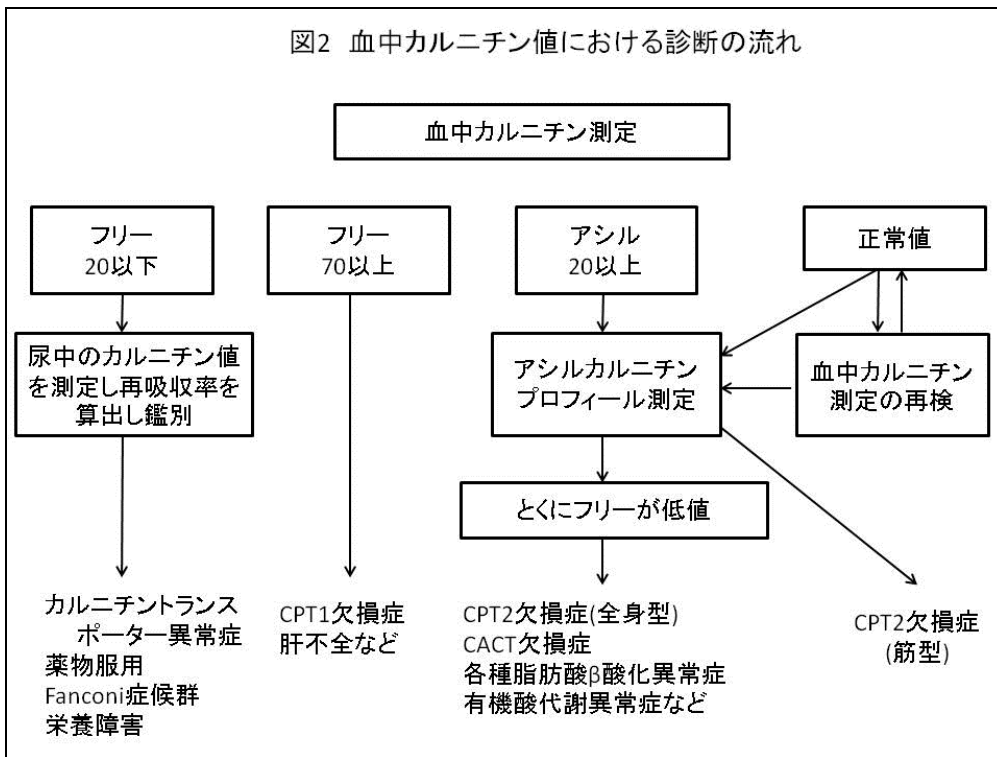 図2 血中カルニチン値における診断の流れ
血中カルニチン測定
フリー
20以下
フリー
70以上
アシル
20以上
正常値
尿中のカルニチン値
を測定し再吸収率を
算出し鑑別
アシルカルニチン
プロフィール測定
血中カルニチン
測定の再検
とくにフリーが低値
カルニチントランス
ポーター異常症
薬物服用
Fanconi症候群
栄養障害
CPT1欠損症
肝不全など
CPT2欠損症(全身型)
CACT欠損症
各種脂肪酸β酸化異常症
有機酸代謝異常症など
CPT2欠損症
(筋型)